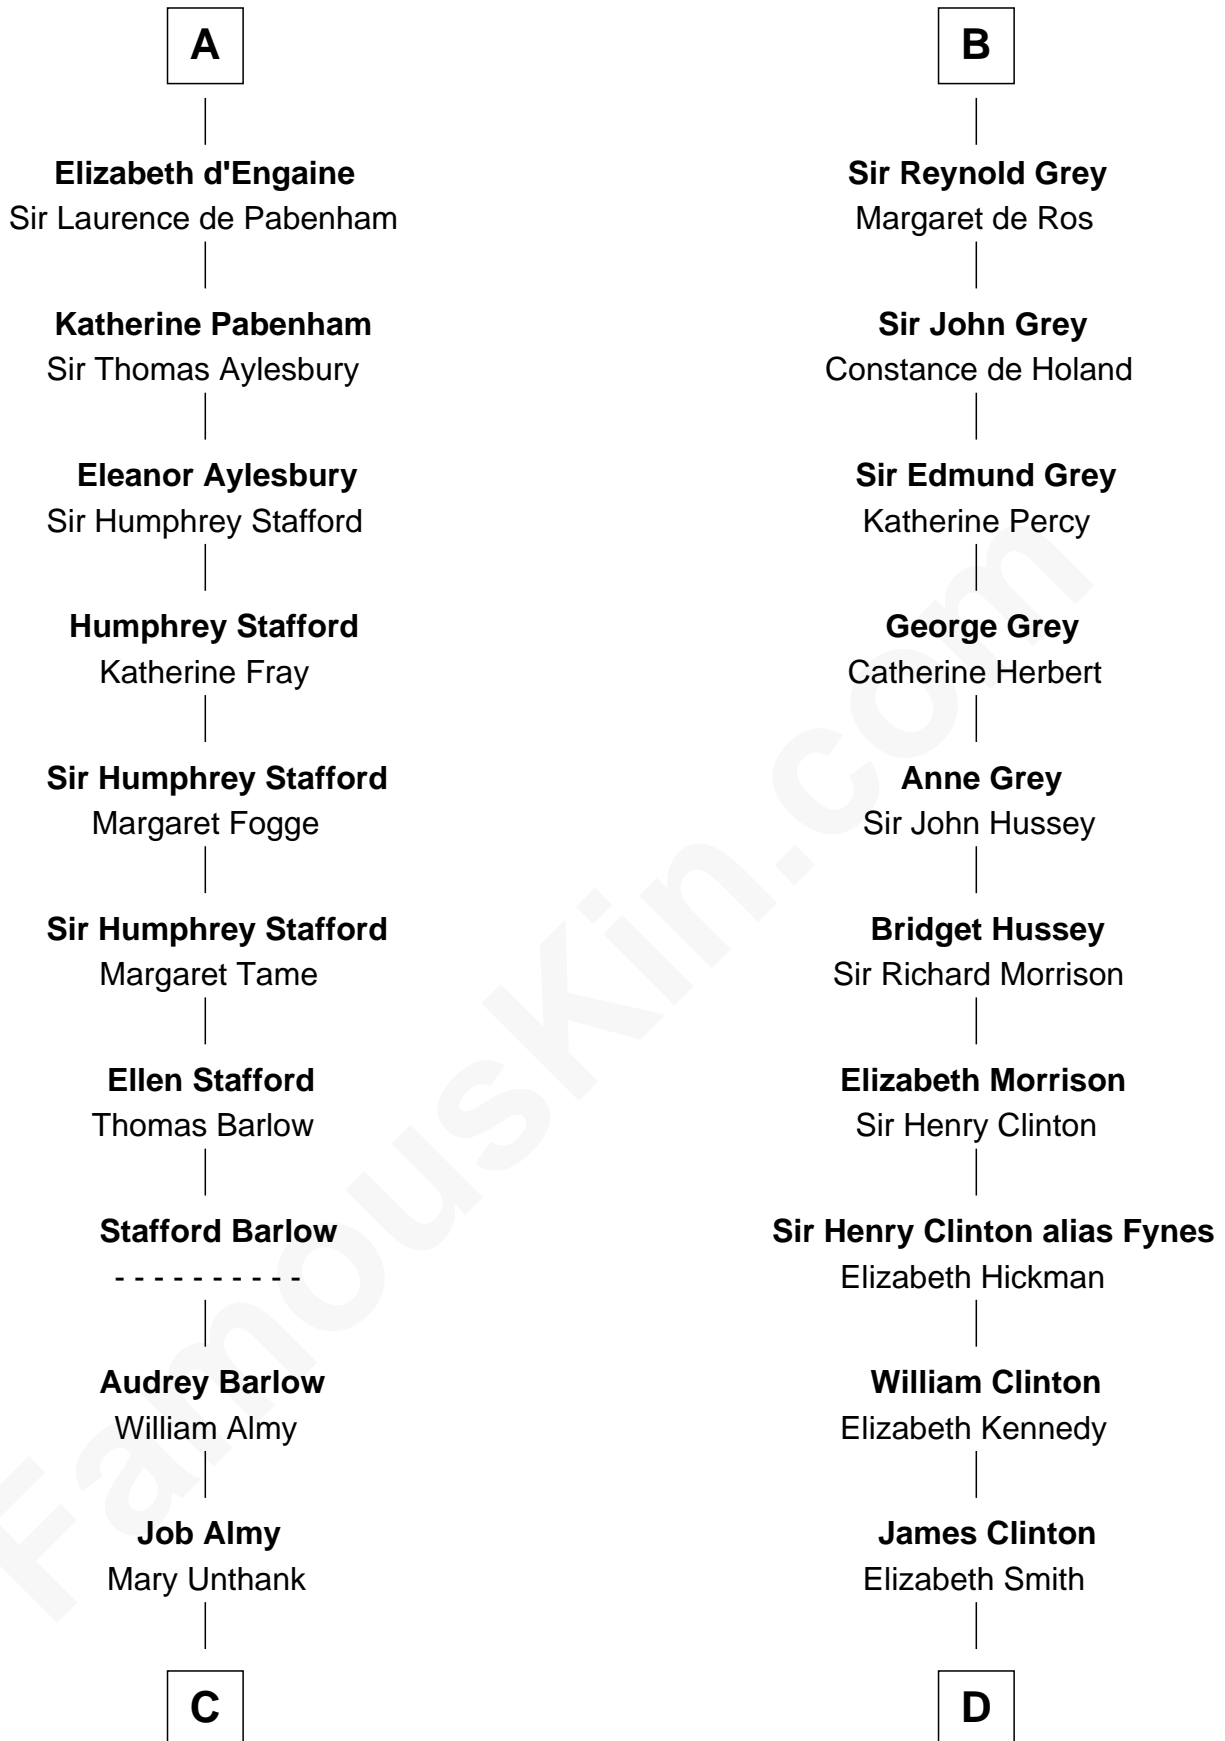 A
Elizabeth d'Engaine
Sir Laurence de Pabenham
Katherine Pabenham
Sir Thomas Aylesbury
Eleanor Aylesbury
Sir Humphrey Stafford
Humphrey Stafford
Katherine Fray
Sir Humphrey Stafford
Margaret Fogge
Sir Humphrey Stafford
Margaret Tame
Ellen Stafford
Thomas Barlow
Stafford Barlow
- - - - - - - - - -
Audrey Barlow
William Almy
Job Almy
Mary Unthank
C
B
Sir Reynold Grey
Margaret de Ros
Sir John Grey
Constance de Holand
Sir Edmund Grey
Katherine Percy
George Grey
Catherine Herbert
Anne Grey
Sir John Hussey
Bridget Hussey
Sir Richard Morrison
Elizabeth Morrison
Sir Henry Clinton
Sir Henry Clinton alias Fynes
Elizabeth Hickman
William Clinton
Elizabeth Kennedy
James Clinton
Elizabeth Smith
D
FamousKin.com